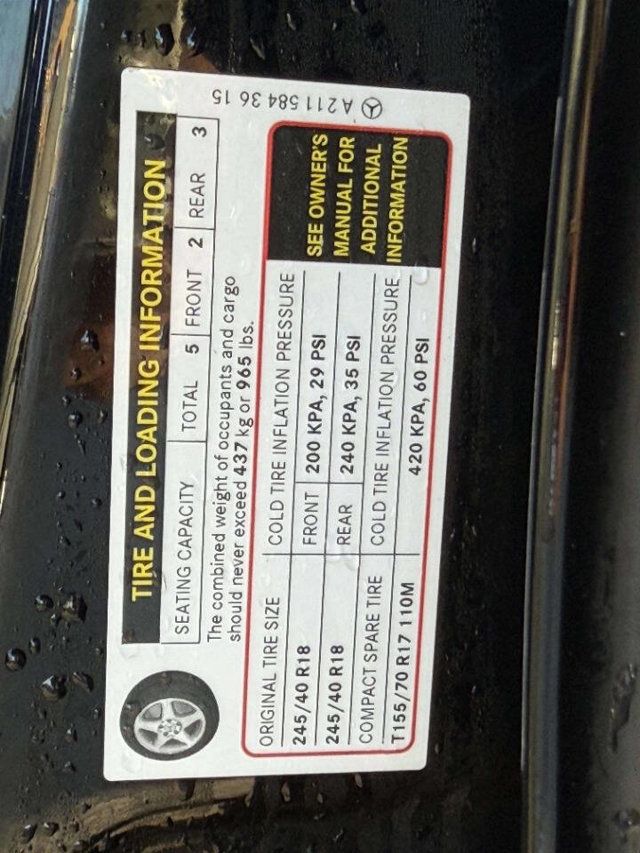 TIRE AND LOADING INFORMATION
SEATING CAPACITY TOTAL 5 FRONT 2 REAR 3
The combined weight of occupants and cargo
should never exceed 437 kg or 965 lbs.
ORIGINAL TIRE SIZE COLD TIRE INFLATION PRESSURE
245/40 R18 FRONT 200 KPA, 29 PSI
245/40 R18 REAR 240 KPA, 35 PSI
COMPACT SPARE TIRE COLD TIRE INFLATION PRESSURE
T155/70 R17 110M 420 KPA, 60 PSI
SEE OWNER'S
MANUAL FOR
ADDITIONAL
INFORMATION
A 211 584 36 15